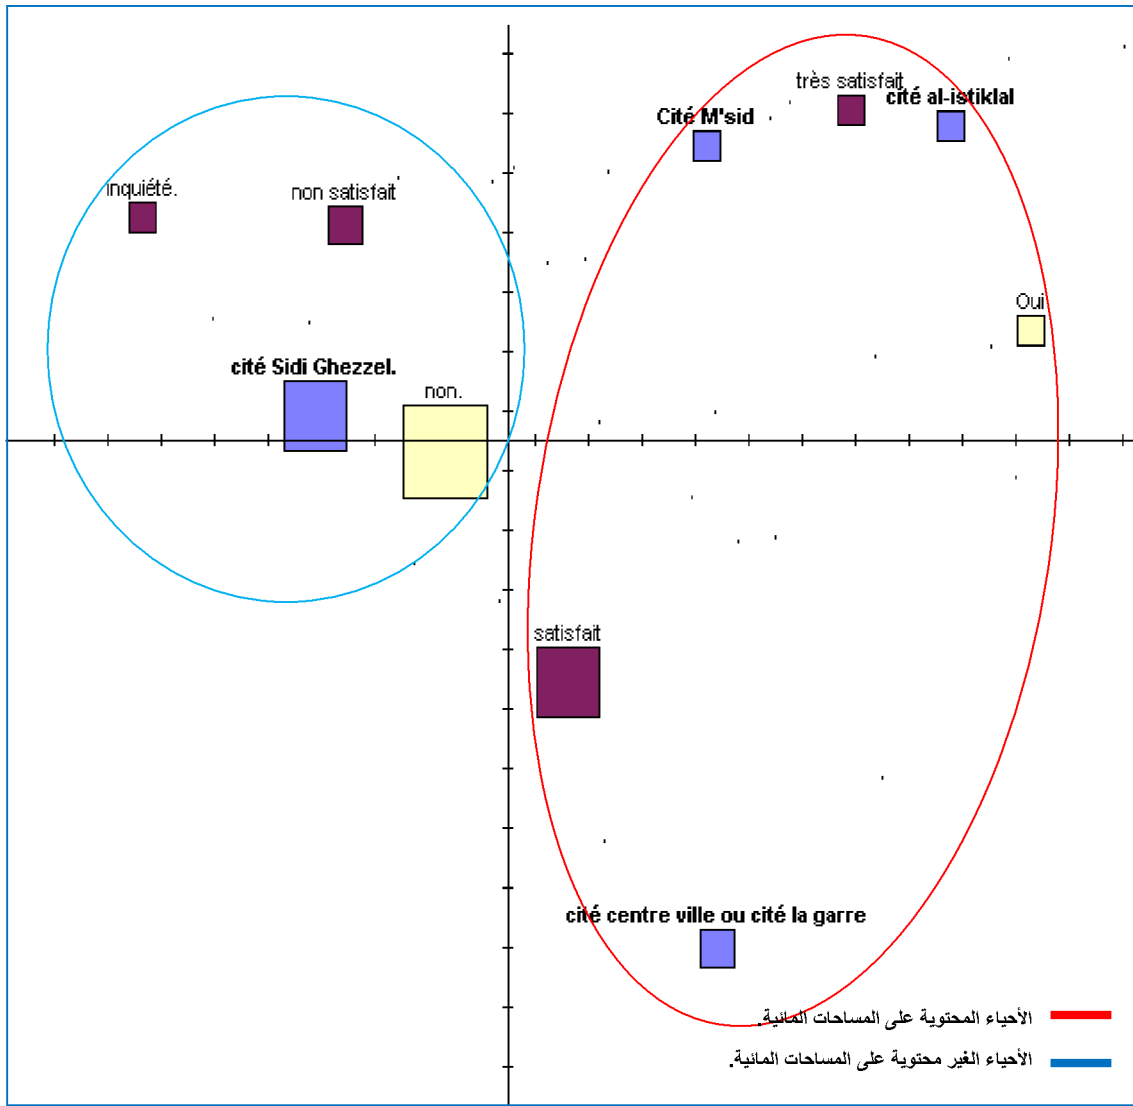 très satisfait
cité al-istiklal
Cité M'sid
inquiété.
non satisfait
Oui
cité Sidi Ghezzel.
non.
satisfait
cité centre ville ou cité la garre
الأحياء المحتوية على المساحات المائية.
الأحياء الغير محتوية على المساحات المائية.